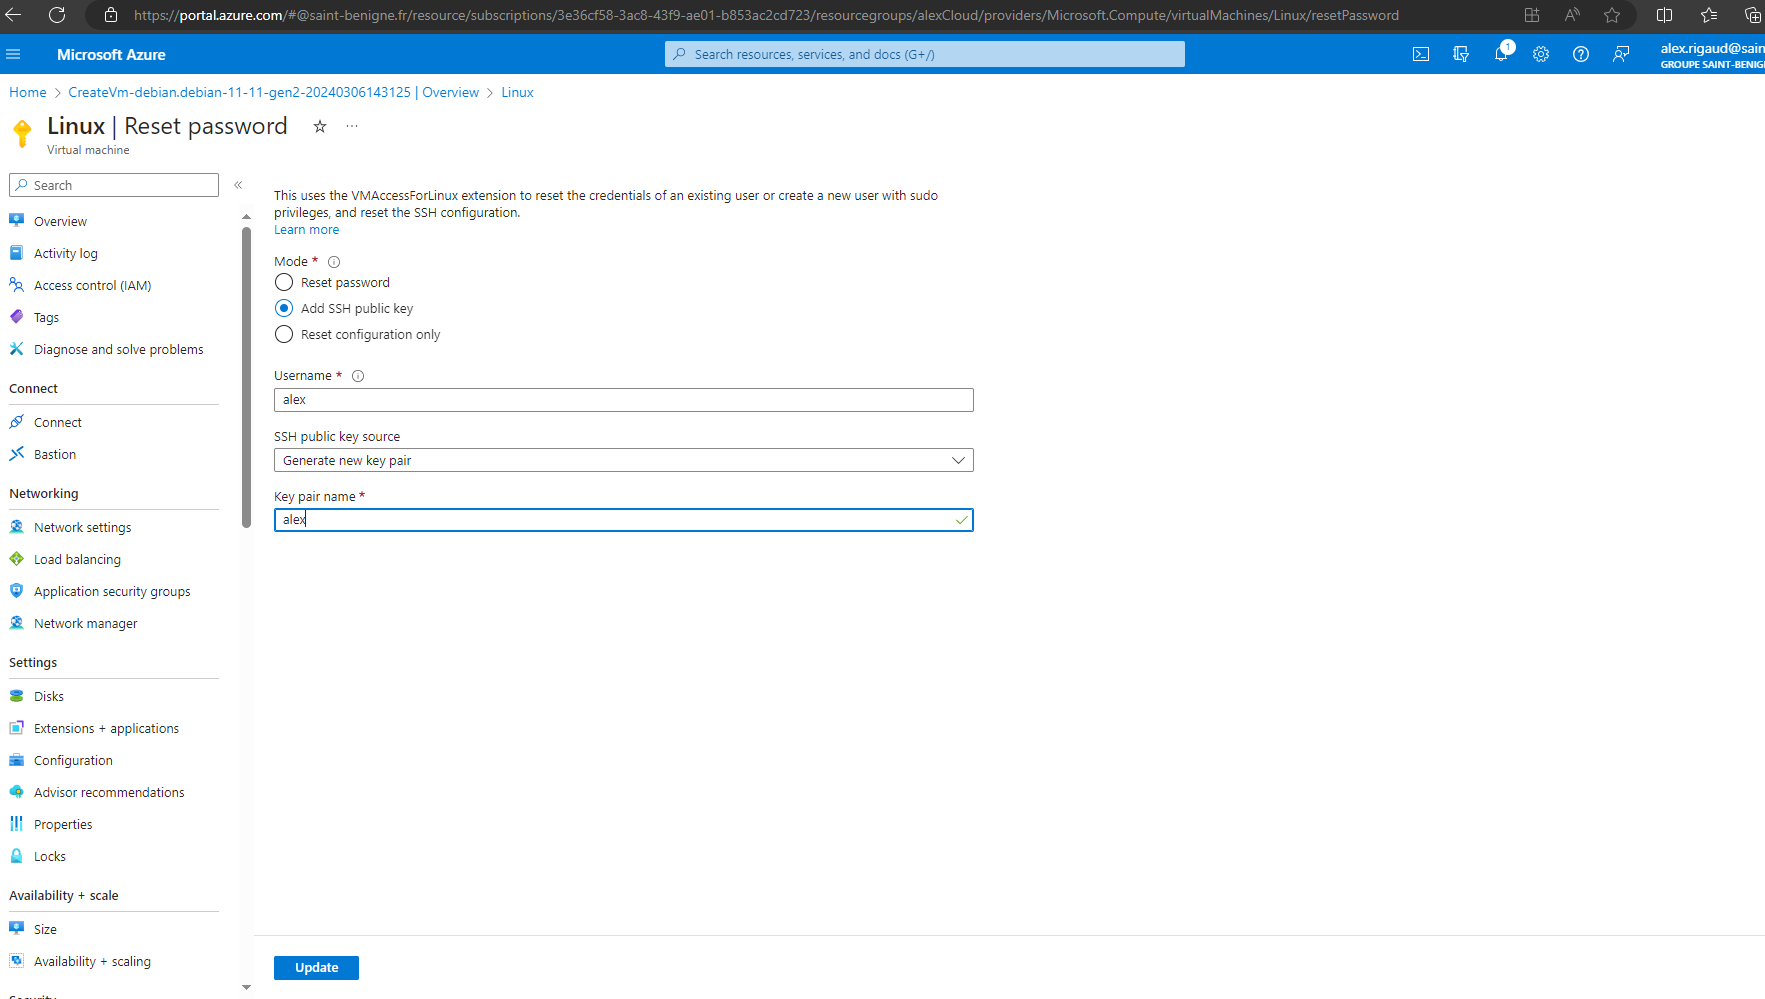 https://portal.azure.com/#@saint-benigne.fr/resource/subscriptions/3e36cf58-3ac8-43f9-ae01-b853ac2cd723/resourcegroups/alexCloud/providers/Microsoft.Compute/virtualMachines/Linux/resetPassword
Microsoft Azure
Search resources, services, and docs (G+/)
1
alex.rigaud@sain
GROUPE SAINT-BENIG
Home > CreateVm-debian.debian-11-11-gen2-20240306143125 | Overview > Linux
Linux | Reset password
Virtual machine
Search
Overview
Activity log
Access control (IAM)
Tags
Diagnose and solve problems
Connect
Connect
Bastion
Networking
Network settings
Load balancing
Application security groups
Network manager
Settings
Disks
Extensions + applications
Configuration
Advisor recommendations
Properties
Locks
Availability + scale
Size
Availability + scaling
Security
This uses the VMAccessForLinux extension to reset the credentials of an existing user or create a new user with sudo
privileges, and reset the SSH configuration.
Learn more
Mode *
Reset password
Add SSH public key
Reset configuration only
Username *
alex
SSH public key source
Generate new key pair
Key pair name *
alex
Update